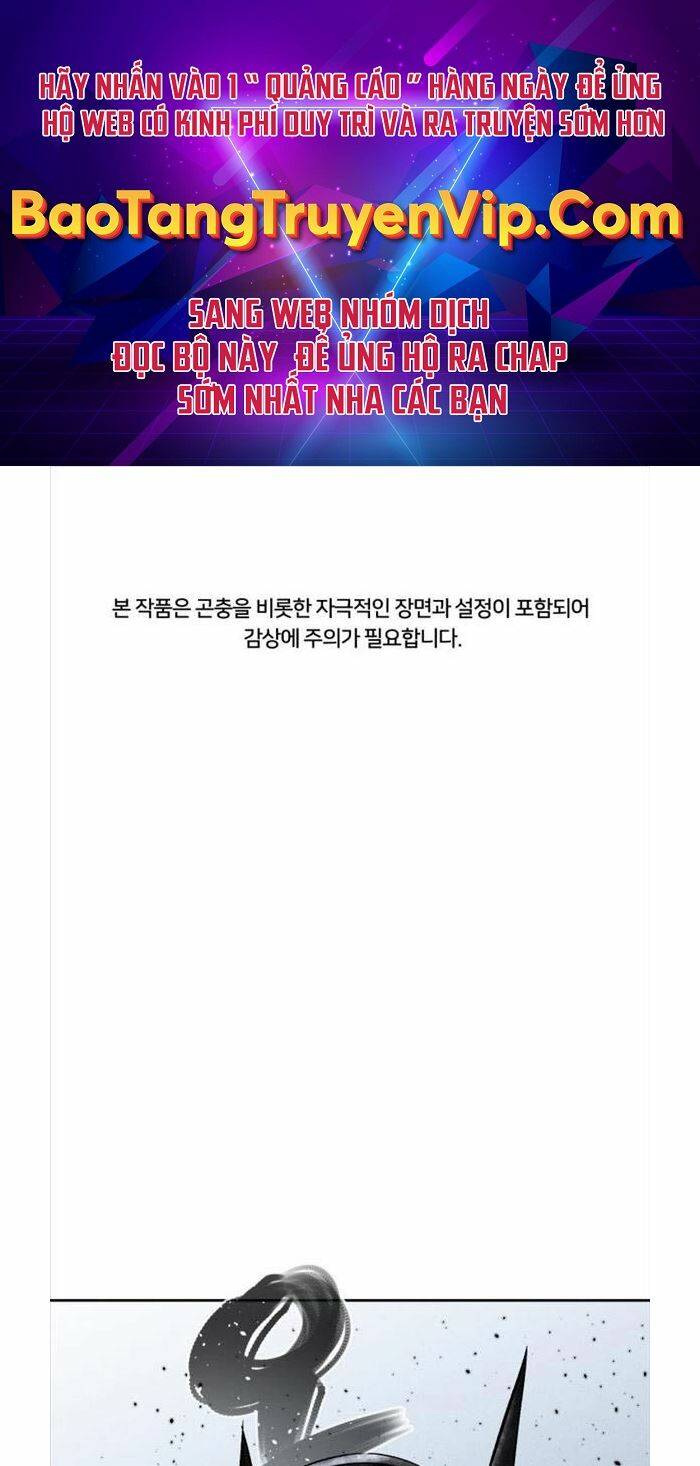 HÃY NHẤN VÀO 1 “ QUẢNG CÁO ” HÀNG NGÀY ĐỂ ỦNG
HỘ WEB CÓ KINH PHÍ DUY TRÌ VÀ RA TRUYỆN SỚM HƠN
BaoTangTruyenVip.Com
SANG WEB NHÓM DỊCH
ĐỌC BỘ NÀY ĐỂ ỦNG HỘ RA CHAP
SỚM NHẤT NHA CÁC BẠN
본 작품은 곤충을 비롯한 자극적인 장면과 설정이 포함되어
감상에 주의가 필요합니다.